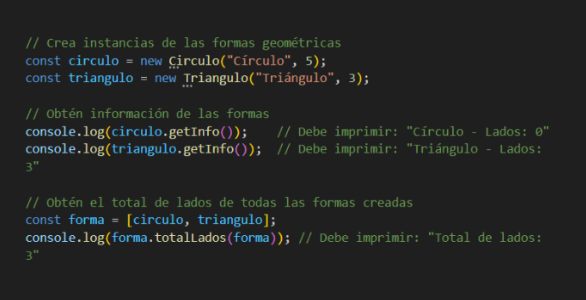 // Crea instancias de las formas geométricas
const circulo = new Circulo("Círculo", 5);
const triangulo = new Triangulo("Triángulo", 3);
// Obtén información de las formas
console.log(circulo.getInfo());    // Debe imprimir: "Círculo - Lados: 0"
console.log(triangulo.getInfo());  // Debe imprimir: "Triángulo - Lados:
3"
// Obtén el total de lados de todas las formas creadas
const forma = [circulo, triangulo];
console.log(forma.totalLados(forma)); // Debe imprimir: "Total de lados:
3"